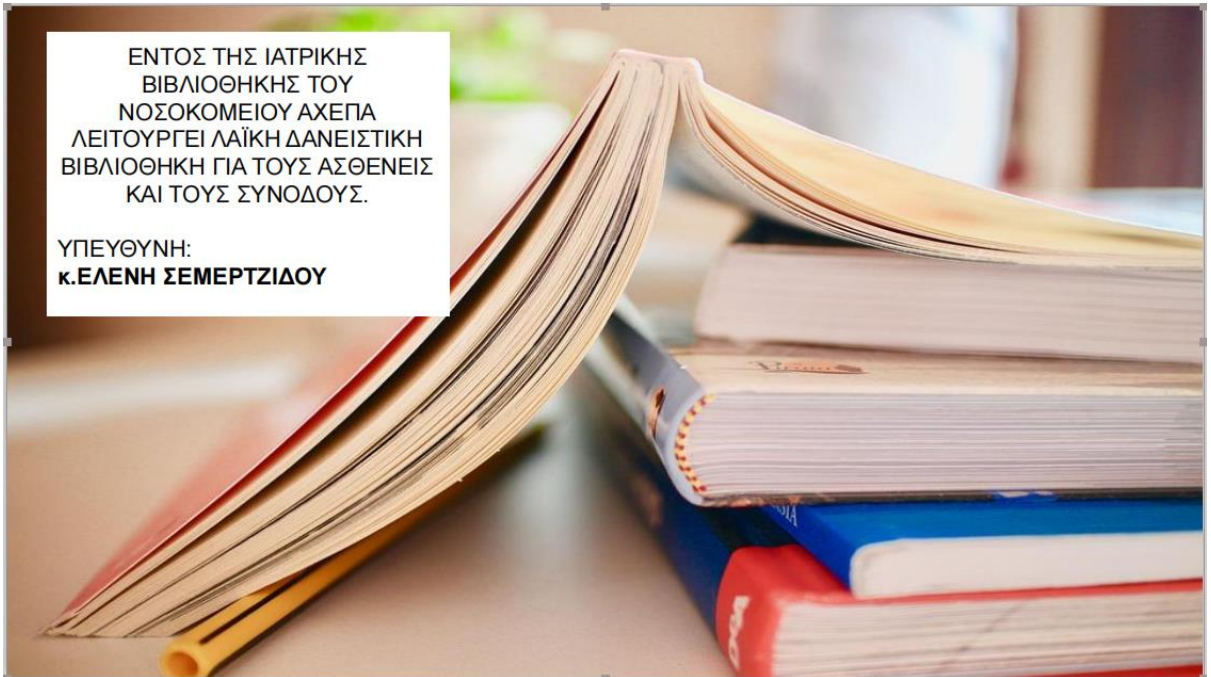 ΕΝΤΟΣ ΤΗΣ ΙΑΤΡΙΚΗΣ
ΒΙΒΛΙΟΘΗΚΗΣ ΤΟΥ
ΝΟΣΟΚΟΜΕΙΟΥ ΑΧΕΠΑ
ΛΕΙΤΟΥΡΓΕΙ ΛΑΪΚΗ ΔΑΝΕΙΣΤΙΚΗ
ΒΙΒΛΙΟΘΗΚΗ ΓΙΑ ΤΟΥΣ ΑΣΘΕΝΕΙΣ
ΚΑΙ ΤΟΥΣ ΣΥΝΟΔΟΥΣ.
ΥΠΕΥΘΥΝΗ:
κ.ΕΛΕΝΗ ΣΕΜΕΡΤΖΙΔΟΥ